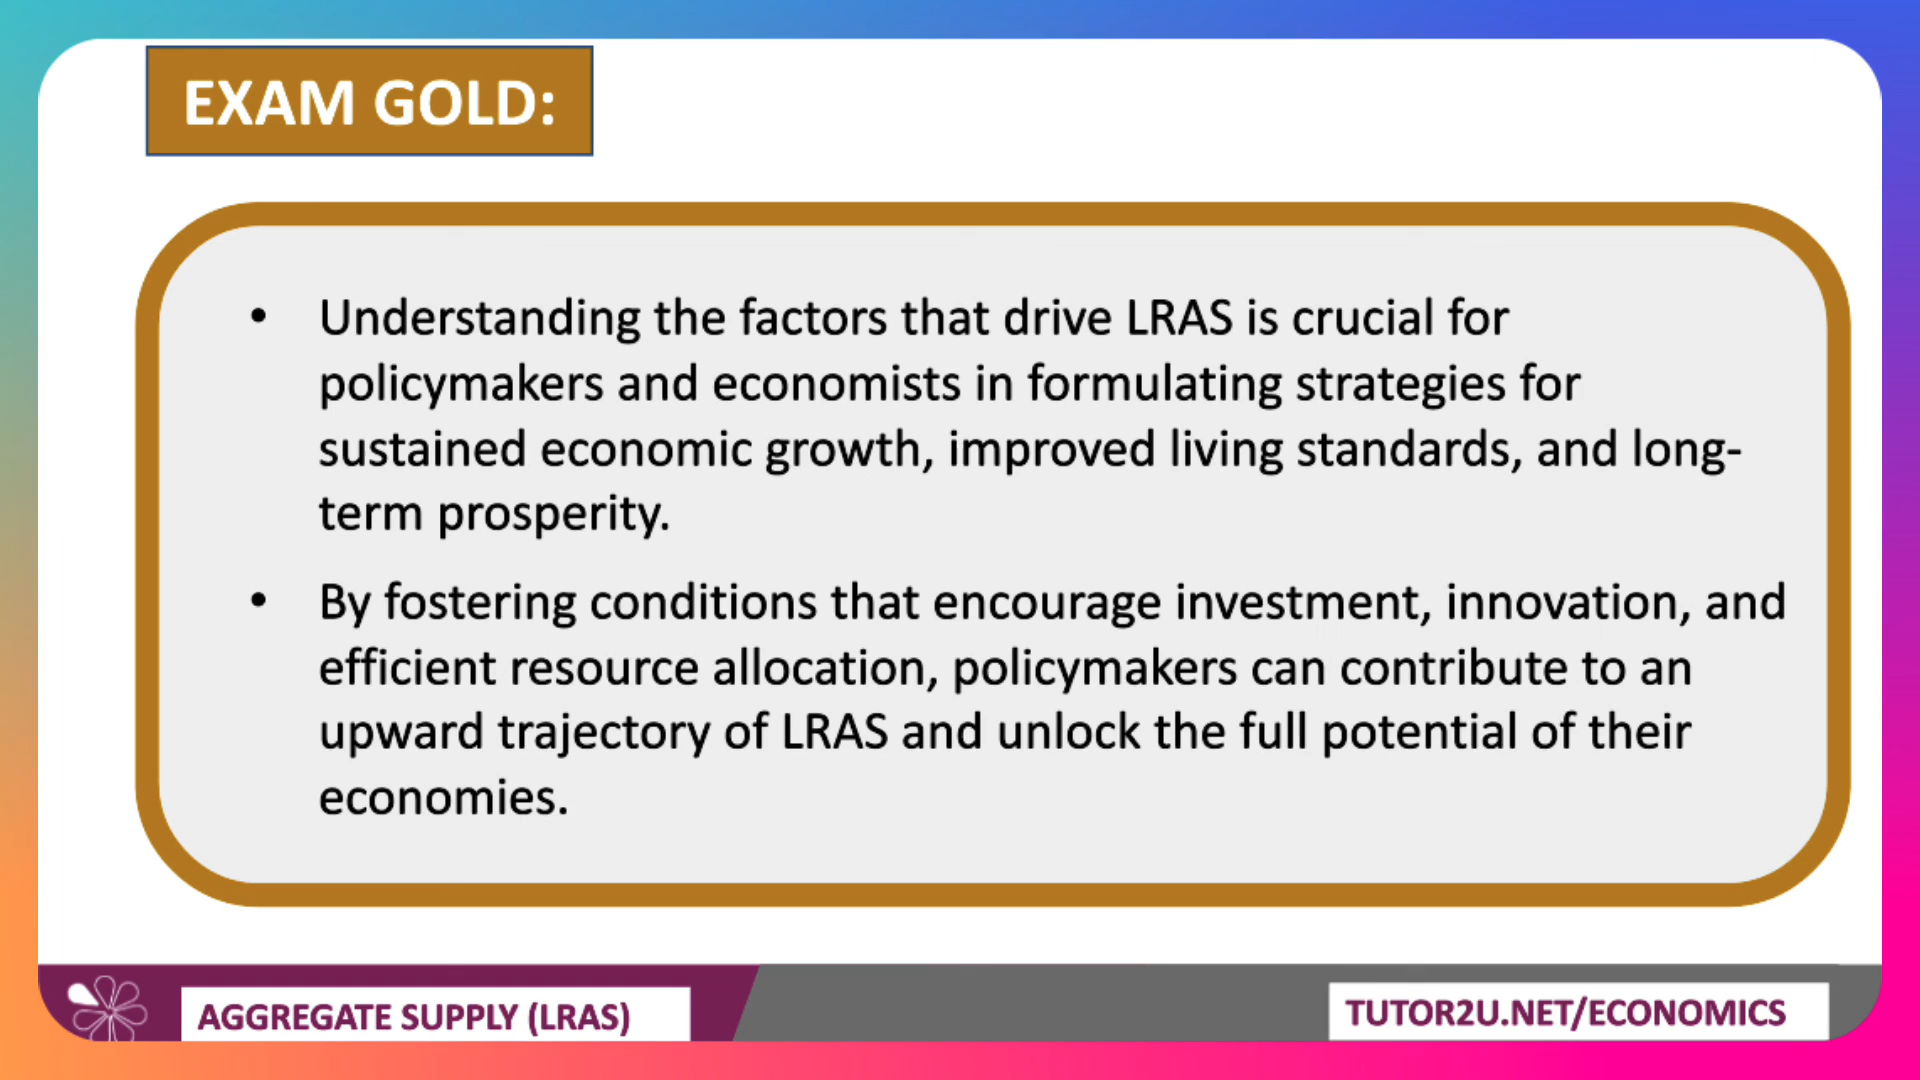 EXAM GOLD:
• Understanding the factors that drive LRAS is crucial for
policymakers and economists in formulating strategies for
sustained economic growth, improved living standards, and long-
term prosperity.
• By fostering conditions that encourage investment, innovation, and
efficient resource allocation, policymakers can contribute to an
upward trajectory of LRAS and unlock the full potential of their
economies.
AGGREGATE SUPPLY (LRAS)
TUTOR2U.NET/ECONOMICS